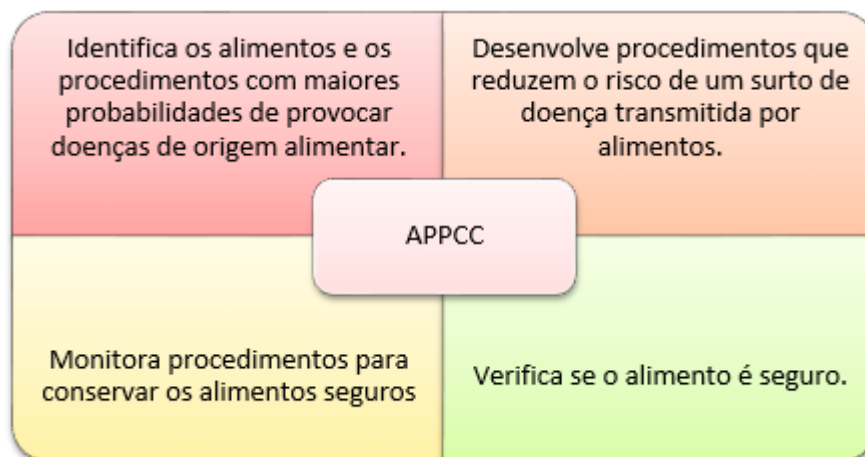 Identifica os alimentos e os
procedimentos com maiores
probabilidades de provocar
doenças de origem alimentar.
Desenvolve procedimentos que
reduzem o risco de um surto de
doença transmitida por
alimentos.
APPCC
Monitora procedimentos para
conservar os alimentos seguros
Verifica se o alimento é seguro.